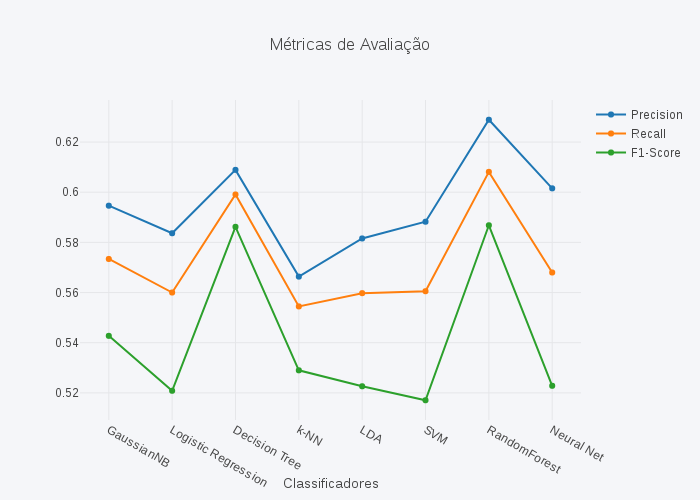 Métricas de Avaliação
Precision
Recall
F1-Score
0.62
0.6
0.58
0.56
0.54
0.52
GaussianNB
Logistic Regression
Decision Tree
k-NN
LDA
SVM
RandomForest
Neural Net
Classificadores